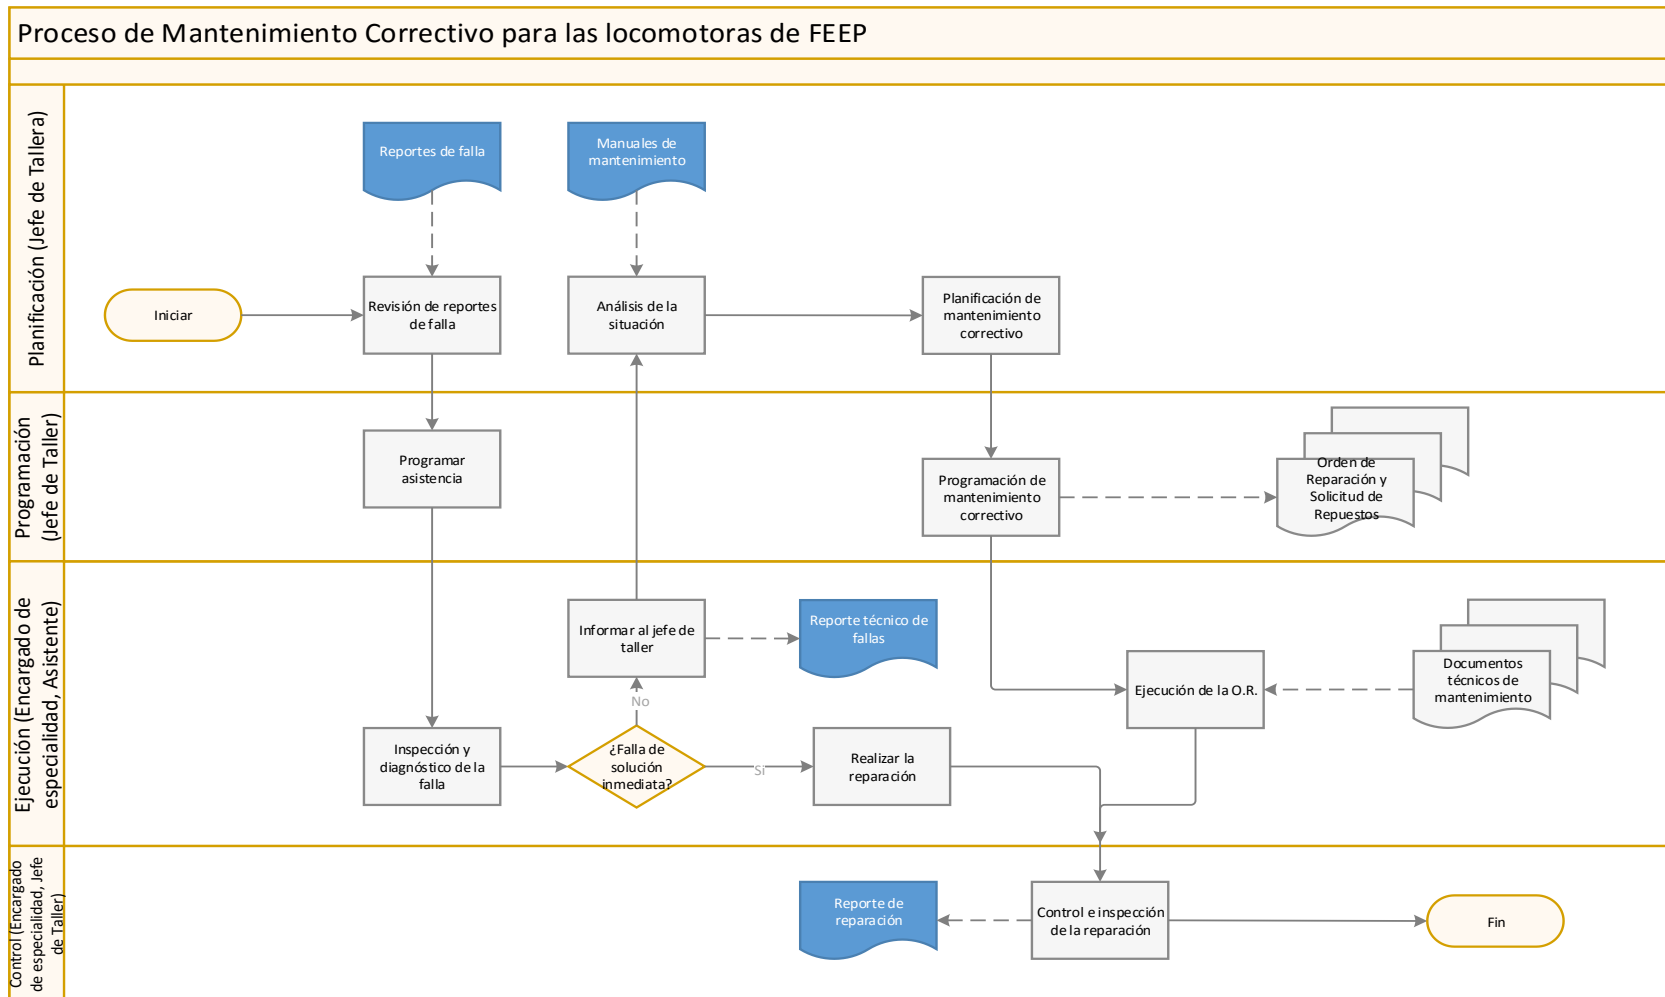 Proceso de Mantenimiento Correctivo para las locomotoras de FEEP
Planificación (Jefe de Tallera)
Reportes de falla
Manuales de
mantenimiento
Iniciar
Revisión de reportes
de falla
Análisis de la
situación
Planificación de
mantenimiento
correctivo
Programación
(Jefe de Taller)
Programar
asistencia
Programación de
mantenimiento
correctivo
Orden de
Reparación y
Solicitud de
Repuestos
Ejecución (Encargado de
especialidad, Asistente)
Informar al jefe de
taller
Reporte técnico de
fallas
Ejecución de la O.R.
Documentos
técnicos de
mantenimiento
No
Inspección y
diagnóstico de la
falla
¿Falla de
solución
inmediata?
Si
Realizar la
reparación
Control (Encargado
de especialidad, Jefe
de Taller)
Reporte de
reparación
Control e inspección
de la reparación
Fin